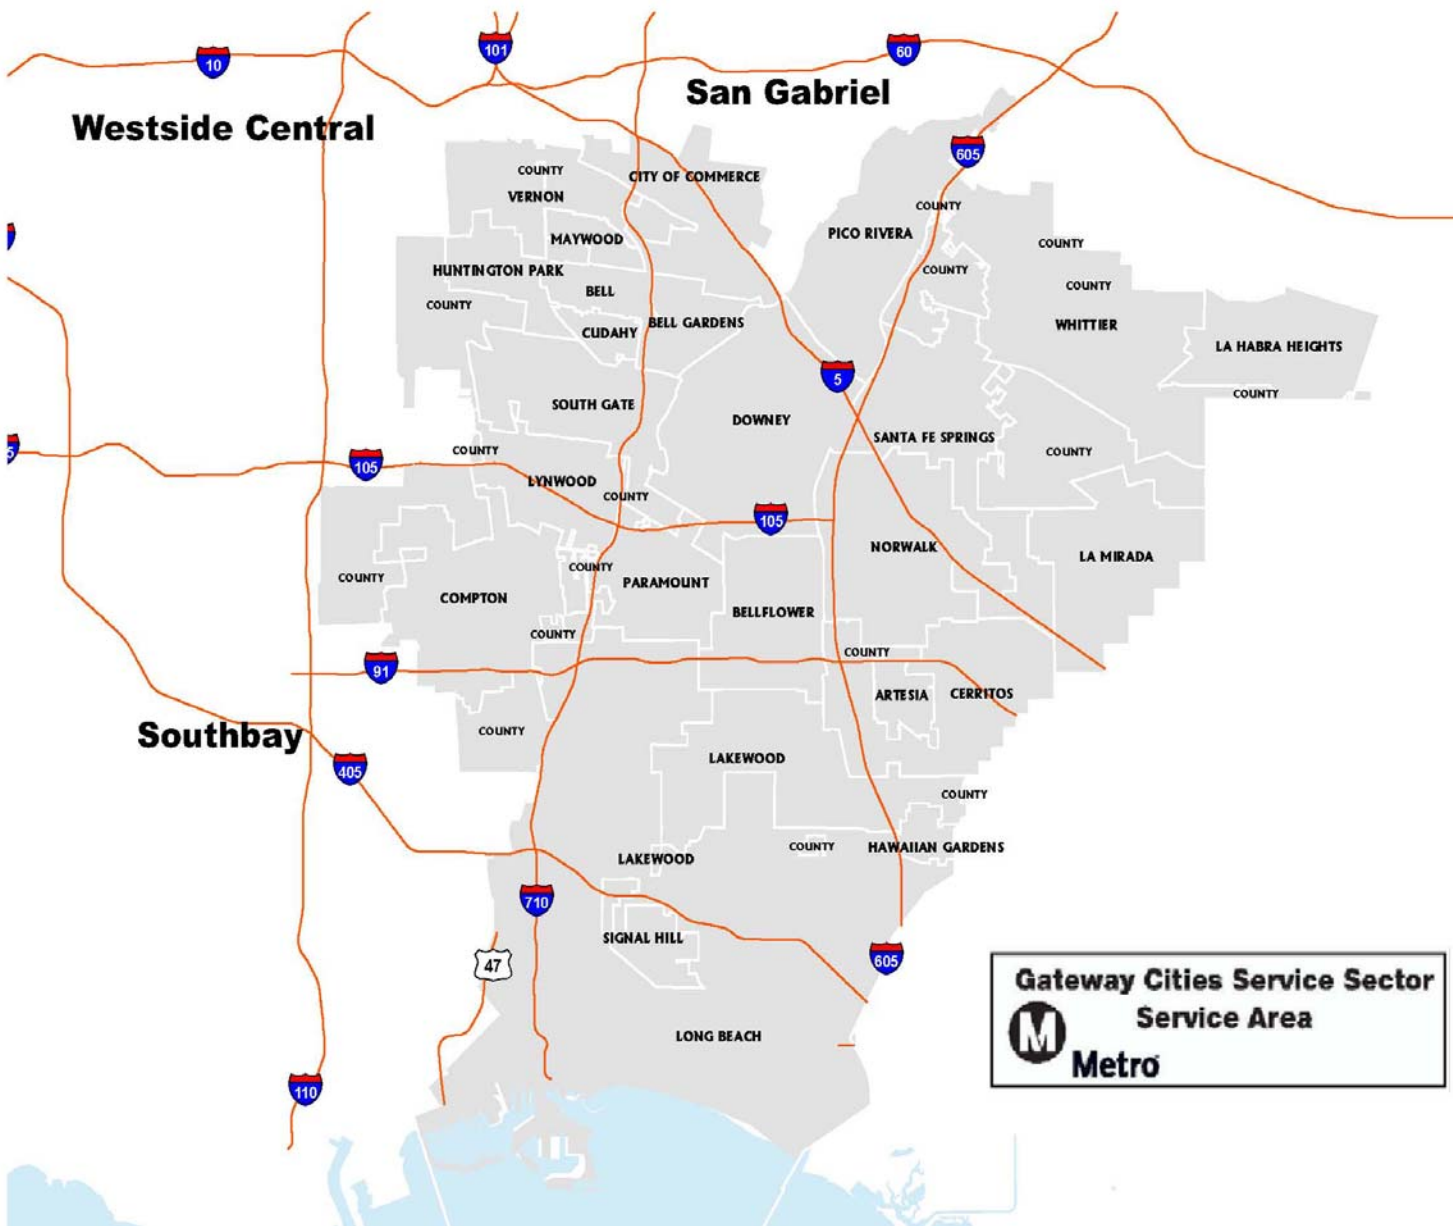 10
101
60
San Gabriel
Westside Central
605
COUNTY
CITY OF COMMERCE
VERNON
COUNTY
PICO RIVERA
MAYWOOD
COUNTY
HUNTINGTON PARK
COUNTY
BELL
COUNTY
COUNTY
BELL GARDENS
WHITTIER
CUDAHY
LA HABRA HEIGHTS
5
COUNTY
SOUTH GATE
DOWNEY
SANTA FE SPRINGS
5
COUNTY
COUNTY
105
LYNWOOD
COUNTY
105
NORWALK
LA MIRADA
COUNTY
COUNTY
PARAMOUNT
COMPTON
BELLFLOWER
COUNTY
COUNTY
91
ARTESIA
CERRITOS
COUNTY
Southbay
LAKEWOOD
405
COUNTY
COUNTY
HAWAIIAN GARDENS
LAKEWOOD
710
SIGNAL HILL
605
47
Gateway Cities Service Sector
Service Area
M
Metro
LONG BEACH
110